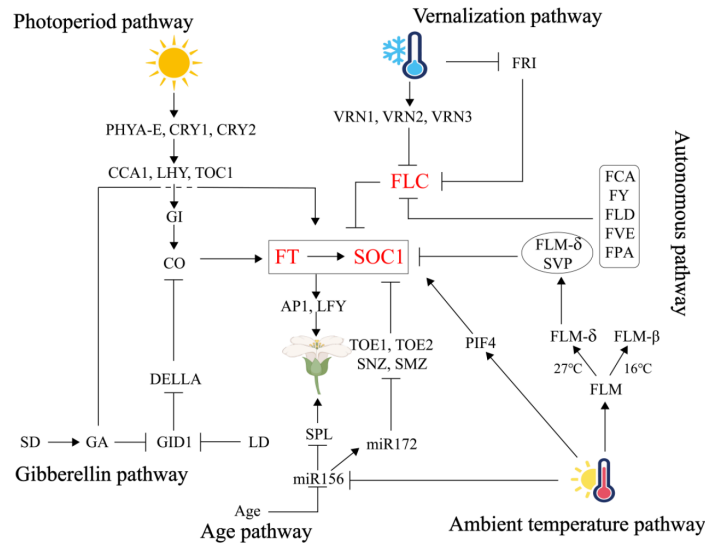 Photoperiod pathway
Vernalization pathway
FRI
PHYA-E, CRY1, CRY2
VRN1, VRN2, VRN3
CCA1, LHY, TOC1
FLC
FCA
FY
FLD
FVE
FPA
Autonomous pathway
GI
CO
FT
SOC1
FLM-δ
SVP
AP1, LFY
TOE1, TOE2
SNZ, SMZ
PIF4
FLM-δ
FLM-β
27℃
16℃
FLM
DELLA
SPL
miR172
SD
GA
GID1
LD
Gibberellin pathway
miR156
Age
Age pathway
Ambient temperature pathway